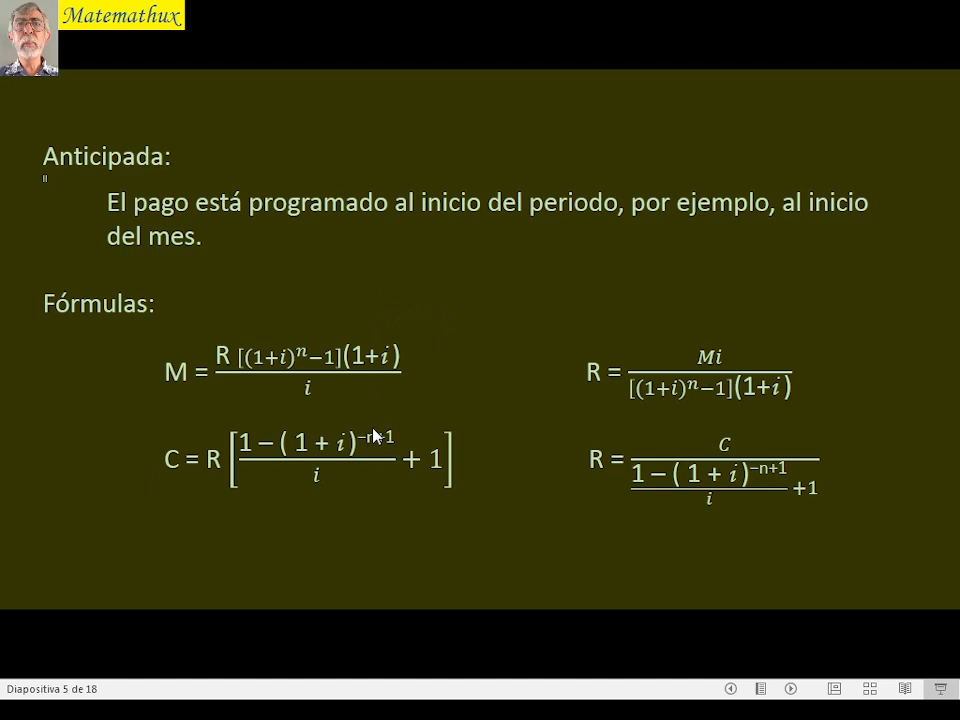 Matemathux
Anticipada:
El pago está programado al inicio del periodo, por ejemplo, al inicio
del mes.
Fórmulas:
M = R [(1+i)^n−1](1+i) / i
R = Mi / [(1+i)^n−1](1+i)
C = R [1 – ( 1 + i )^−n+1 / i + 1]
R = C / (1 – ( 1 + i )^−n+1 / i +1)
Diapositiva 5 de 18